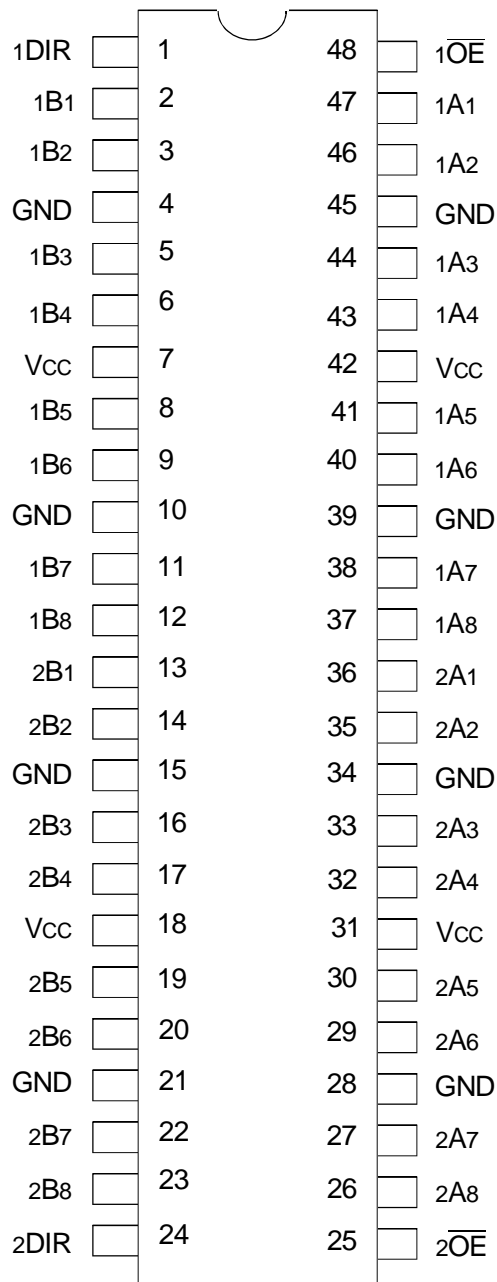 1DIR 1 48 1O̅E̅
1B1 2 47 1A1
1B2 3 46 1A2
GND 4 45 GND
1B3 5 44 1A3
1B4 6 43 1A4
VCC 7 42 VCC
1B5 8 41 1A5
1B6 9 40 1A6
GND 10 39 GND
1B7 11 38 1A7
1B8 12 37 1A8
2B1 13 36 2A1
2B2 14 35 2A2
GND 15 34 GND
2B3 16 33 2A3
2B4 17 32 2A4
VCC 18 31 VCC
2B5 19 30 2A5
2B6 20 29 2A6
GND 21 28 GND
2B7 22 27 2A7
2B8 23 26 2A8
2DIR 24 25 2O̅E̅